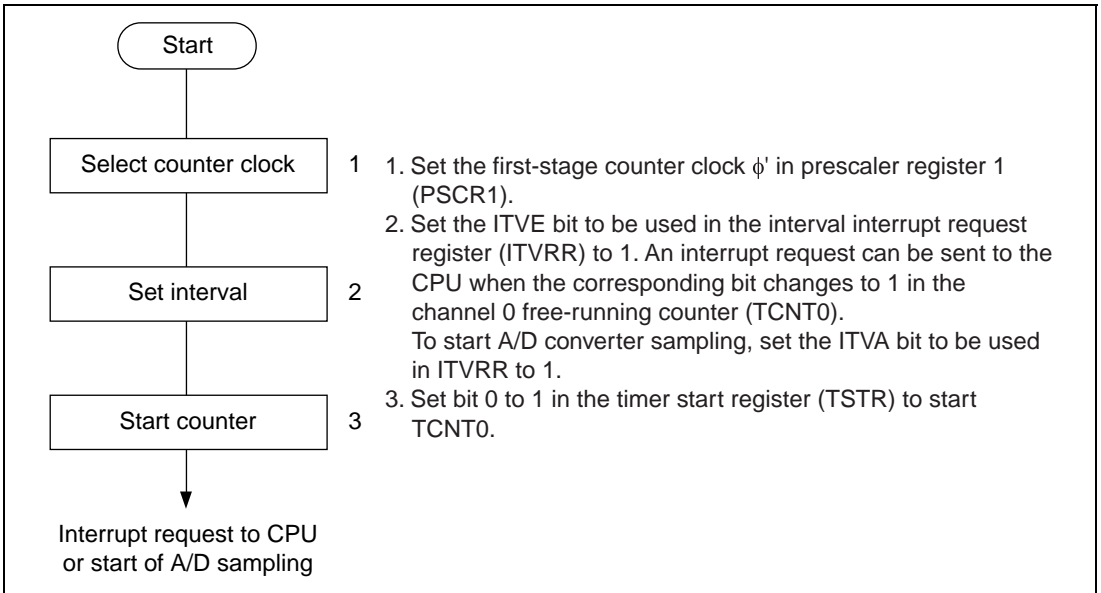 Start
Select counter clock
1
1. Set the first-stage counter clock ϕ' in prescaler register 1
(PSCR1).
2. Set the ITVE bit to be used in the interval interrupt request
register (ITVRR) to 1. An interrupt request can be sent to the
CPU when the corresponding bit changes to 1 in the
channel 0 free-running counter (TCNT0).
To start A/D converter sampling, set the ITVA bit to be used
in ITVRR to 1.
3. Set bit 0 to 1 in the timer start register (TSTR) to start
TCNT0.
Set interval
2
Start counter
3
Interrupt request to CPU
or start of A/D sampling